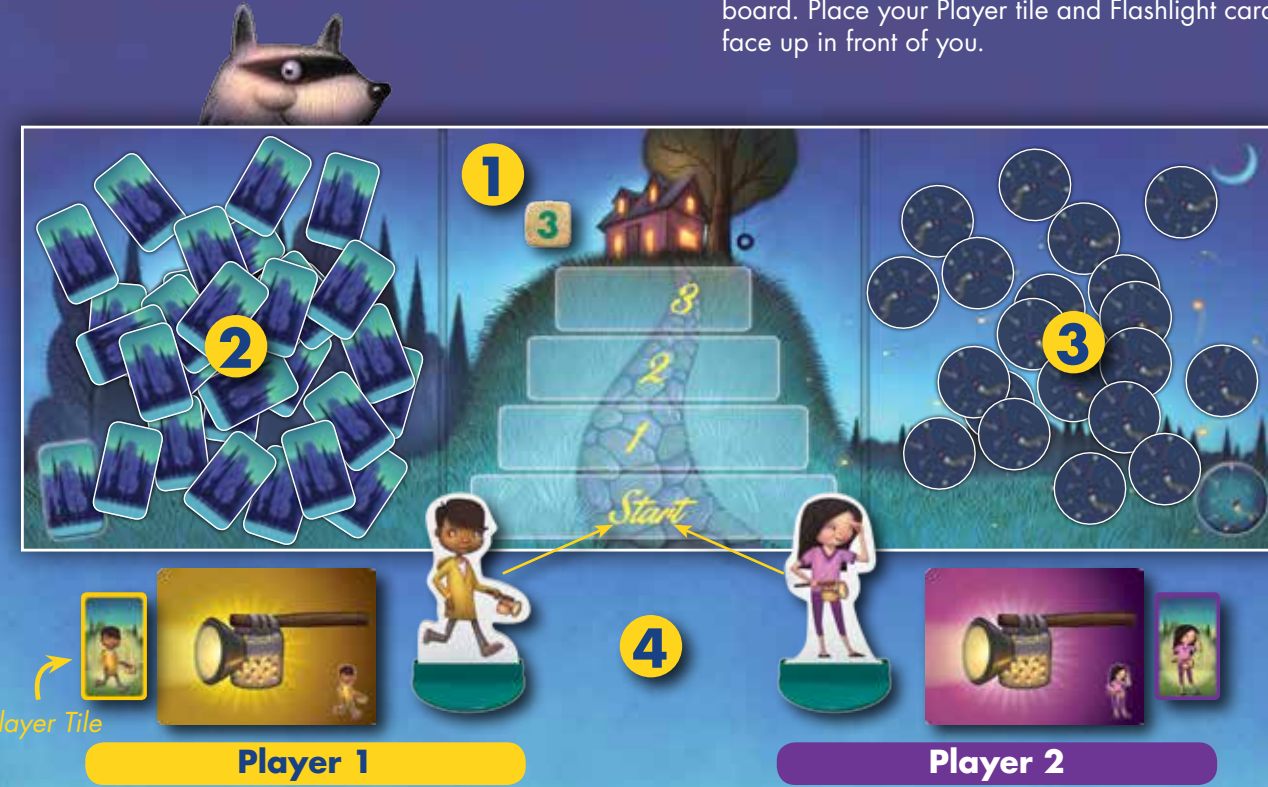 board. Place your Player tile and Flashlight card
face up in front of you.
1
3
3
2
1
Start
2
3
4
layer Tile
Player 1
Player 2